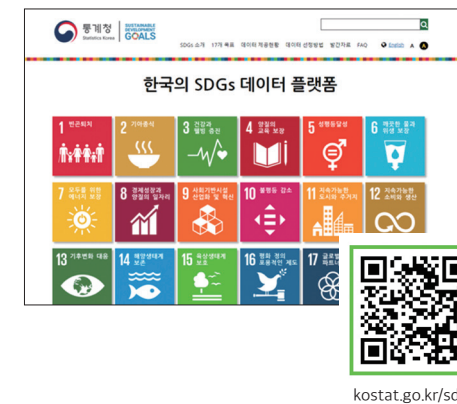 통계청
Statistics Korea
SUSTAINABLE
DEVELOPMENT
GOALS
SDGs 소개 17개 목표 데이터 적용현황 데이터 선정방법 발간자료 FAQ English A A
한국의 SDGs 데이터 플랫폼
1 빈곤퇴치
2 기아종식
3 건강과
웰빙 증진
4 양질의
교육 보장
5 성평등달성
6 깨끗한 물과
위생 보장
7 모두를 위한
에너지 보장
8 경제성장과
양질의 일자리
9 사회기반시설
산업화 및 혁신
10 불평등 감소
11 지속가능한
도시와 주거지
12 지속가능한
소비와 생산
13 기후변화 대응
14 해양생태계
보존
15 육상생태계
보호
16 평화 정의
포용적인 제도
17 글로벌
파트너
kostat.go.kr/sd